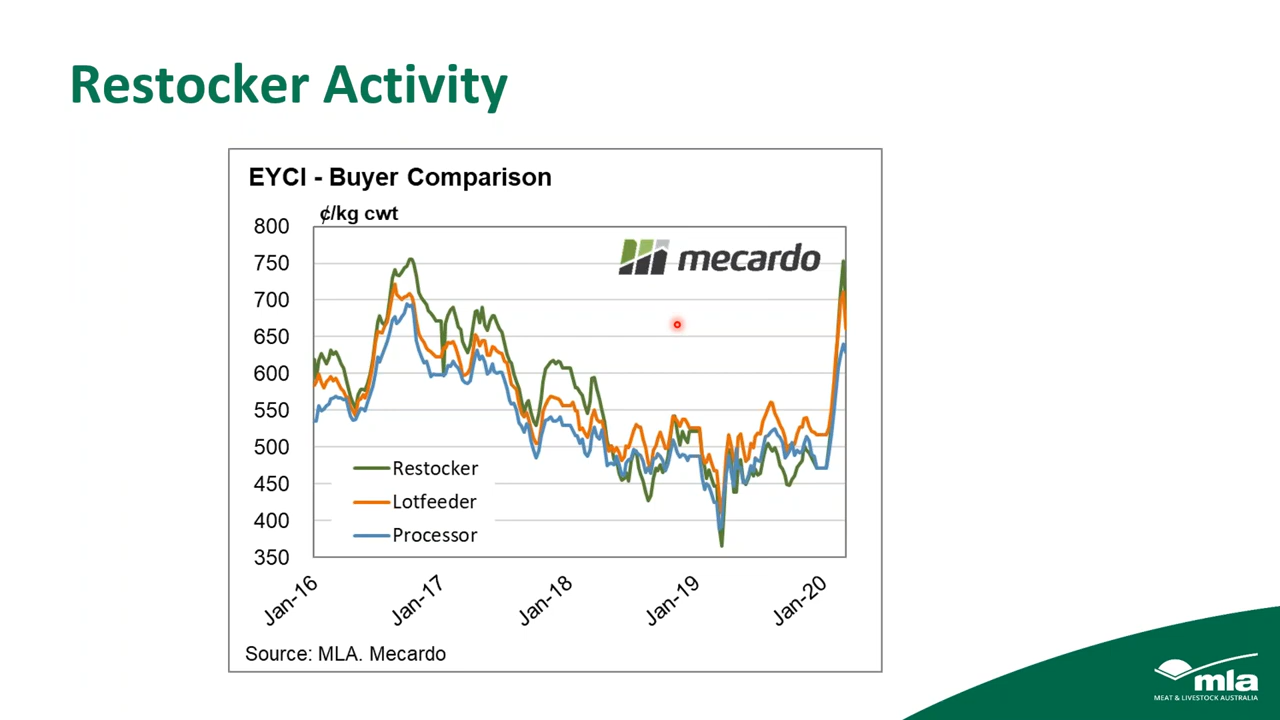 Restocker Activity
EYCI - Buyer Comparison
¢/kg cwt
mecardo
800
750
700
650
600
550
500
450
400
350
Restocker
Lotfeeder
Processor
Jan-16
Jan-17
Jan-18
Jan-19
Jan-20
Source: MLA. Mecardo
mla
MEAT & LIVESTOCK AUSTRALIA